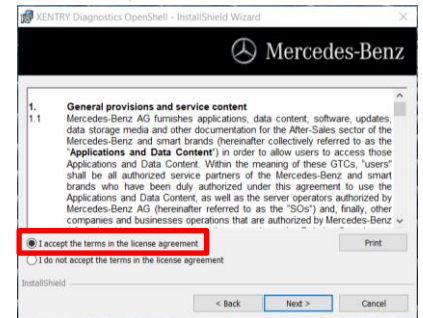 XENTRY Diagnostics OpenShell - InstallShield Wizard
Mercedes-Benz
1. General provisions and service content
1.1 Mercedes-Benz AG furnishes applications, data content, software, updates,
data storage media and other documentation for the After-Sales sector of the
Mercedes-Benz and smart brands (hereinafter collectively referred to as the
"Applications and Data Content") in order to allow users to access those
Applications and Data Content. Within the meaning of these GTCs, "users"
shall be all authorized service partners of the Mercedes-Benz and smart
brands who have been duly authorized under this agreement to use the
Applications and Data Content, as well as the server operators authorized by
Mercedes-Benz AG (hereinafter referred to as the "SOs") and, finally, other
companies and businesses operations that are authorized by Mercedes-Benz
I accept the terms in the license agreement
Print
I do not accept the terms in the license agreement
InstallShield
< Back
Next >
Cancel